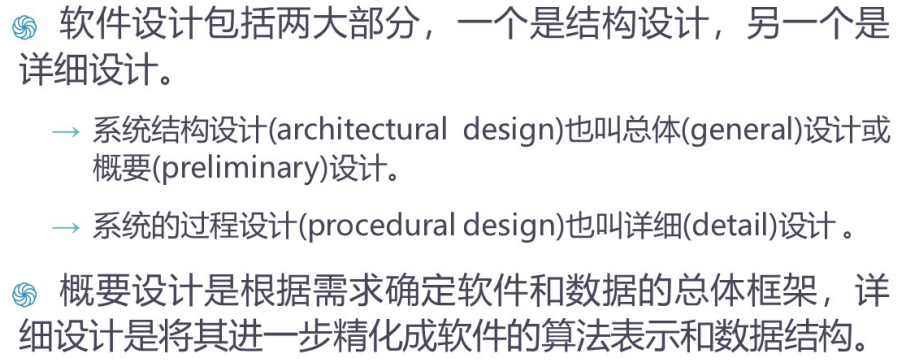 软件设计包括两大部分，一个是结构设计，另一个是
详细设计。
→ 系统结构设计(architectural design)也叫总体(general)设计或
概要(preliminary)设计。
→ 系统的过程设计(procedural design)也叫详细(detail)设计 。
概要设计是根据需求确定软件和数据的总体框架，详
细设计是将其进一步精化成软件的算法表示和数据结构。